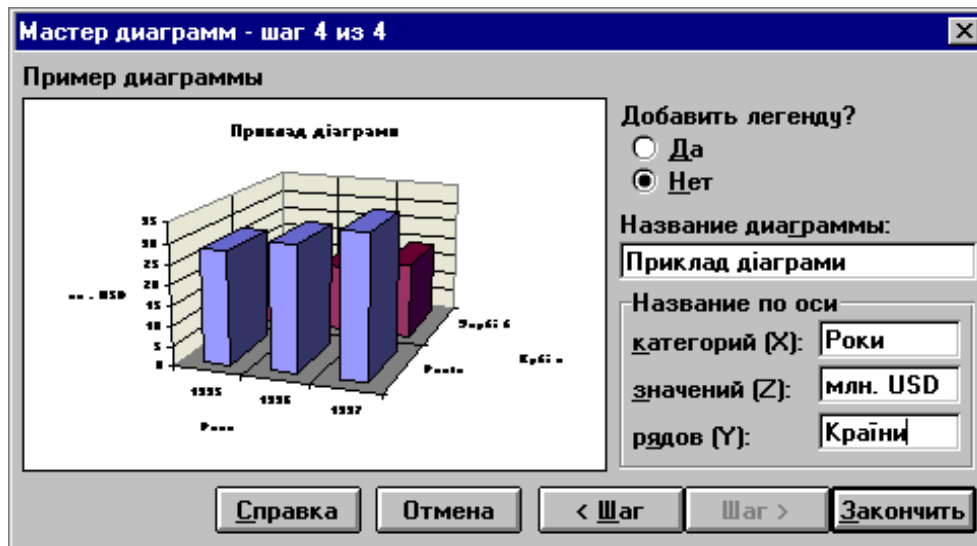 Мастер диаграмм - шаг 4 из 4
Пример диаграммы
Приклад діаграми
35
30
25
20
15
10
5
0
USD
1995
1996
1997
Роки
Добавить легенду?
Да
Нет
Название диаграммы:
Приклад діаграми
Название по оси
категорий (X): Роки
значений (Z): млн. USD
рядов (Y): Країни
Справка Отмена < Шаг Шаг > Закончить